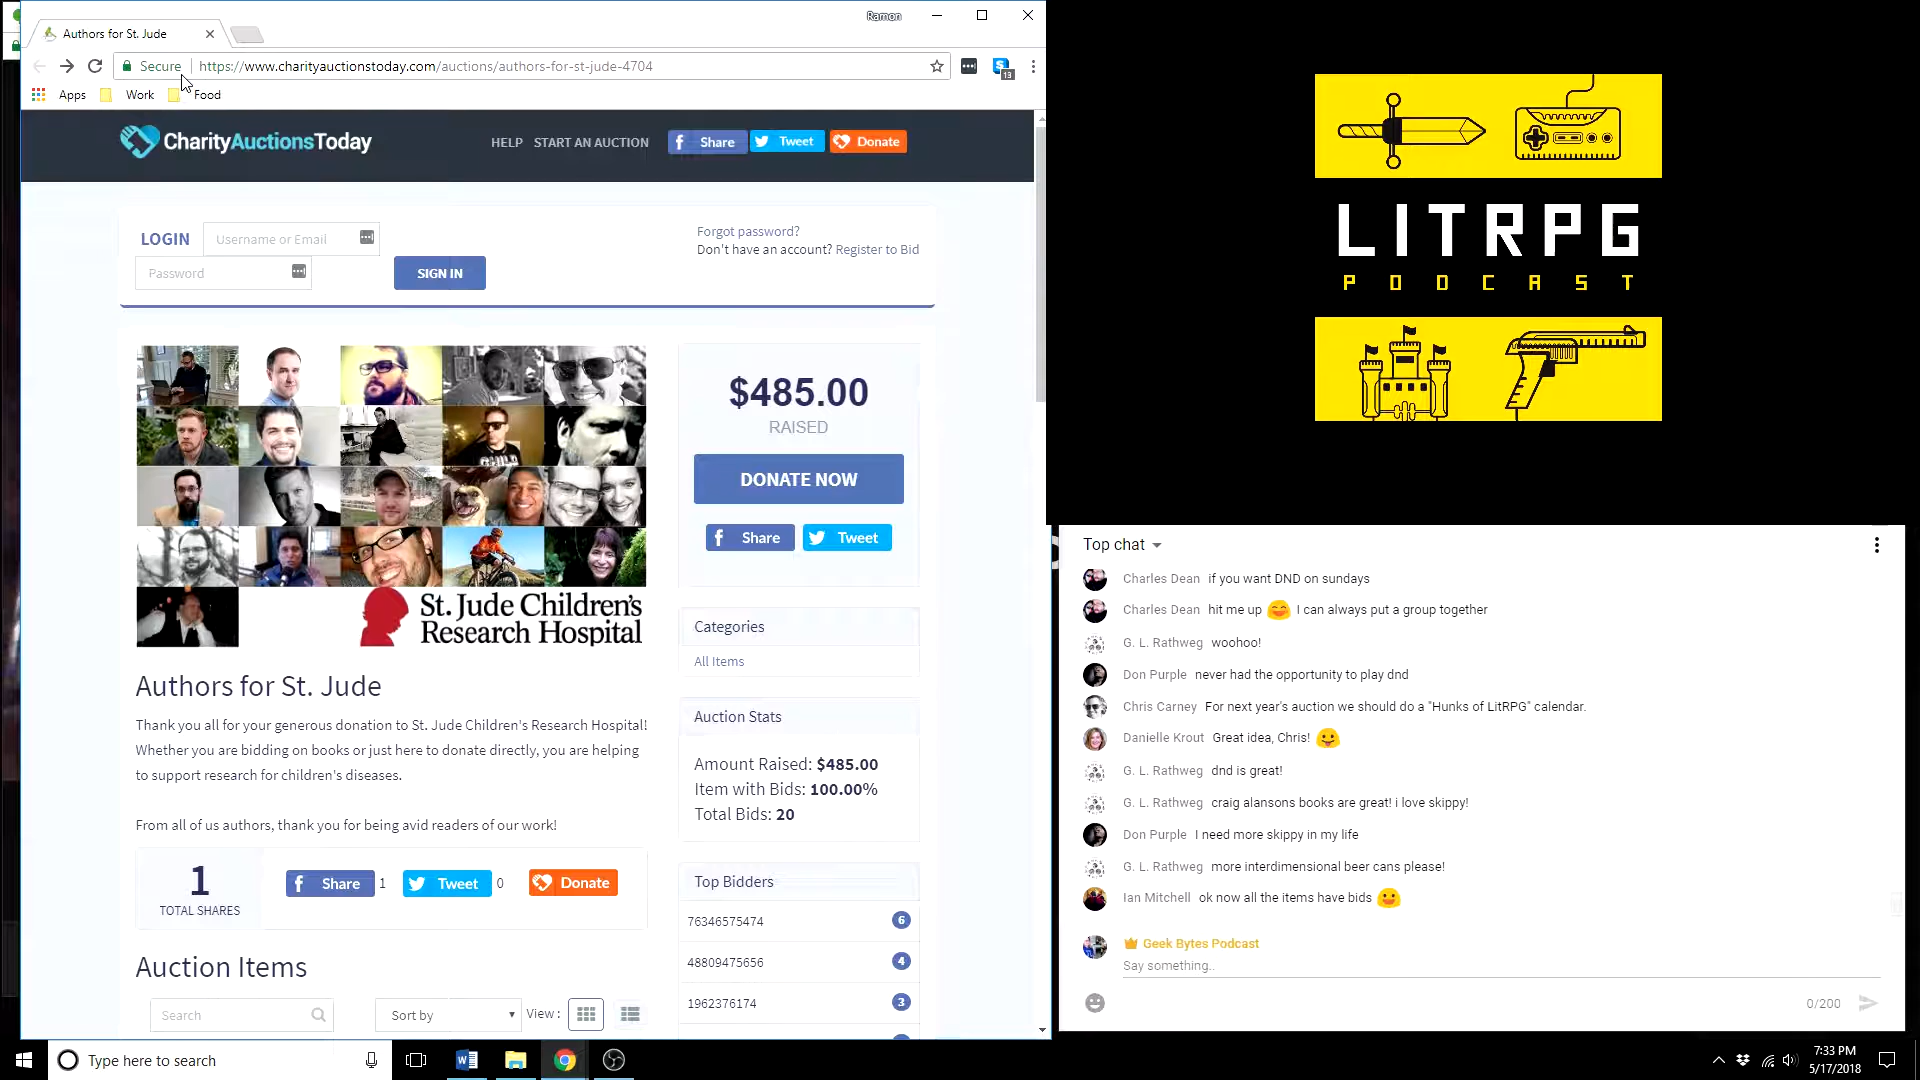 Ramon
Authors for St. Jude
Secure
https://www.charityauctionstoday.com/auctions/authors-for-st-jude-4704
13
Apps
Work
Food
CharityAuctionsToday
HELP
START AN AUCTION
Share
Tweet
Donate
LOGIN
Username or Email
Forgot password?
Don't have an account? Register to Bid
Password
SIGN IN
$485.00
RAISED
DONATE NOW
Share
Tweet
St. Jude Children's
Research Hospital
Categories
All Items
Authors for St. Jude
Thank you all for your generous donation to St. Jude Children's Research Hospital!
Whether you are bidding on books or just here to donate directly, you are helping
to support research for children's diseases.
From all of us authors, thank you for being avid readers of our work!
Auction Stats
Amount Raised: $485.00
Item with Bids: 100.00%
Total Bids: 20
1
TOTAL SHARES
Share
1
Tweet
0
Donate
Top Bidders
76346575474
6
48809475656
4
1962376174
3
Auction Items
Search
Sort by
View :
LITRPG
PODCAST
Top chat
Charles Dean if you want DND on sundays
Charles Dean hit me up 😄 I can always put a group together
G. L. Rathweg woohoo!
Don Purple never had the opportunity to play dnd
Chris Carney For next year's auction we should do a "Hunks of LitRPG" calendar.
Danielle Krout Great idea, Chris! 😛
G. L. Rathweg dnd is great!
G. L. Rathweg craig alansons books are great! i love skippy!
Don Purple I need more skippy in my life
G. L. Rathweg more interdimensional beer cans please!
Ian Mitchell ok now all the items have bids 😀
Geek Bytes Podcast
Say something..
0/200
Type here to search
7:33 PM
5/17/2018